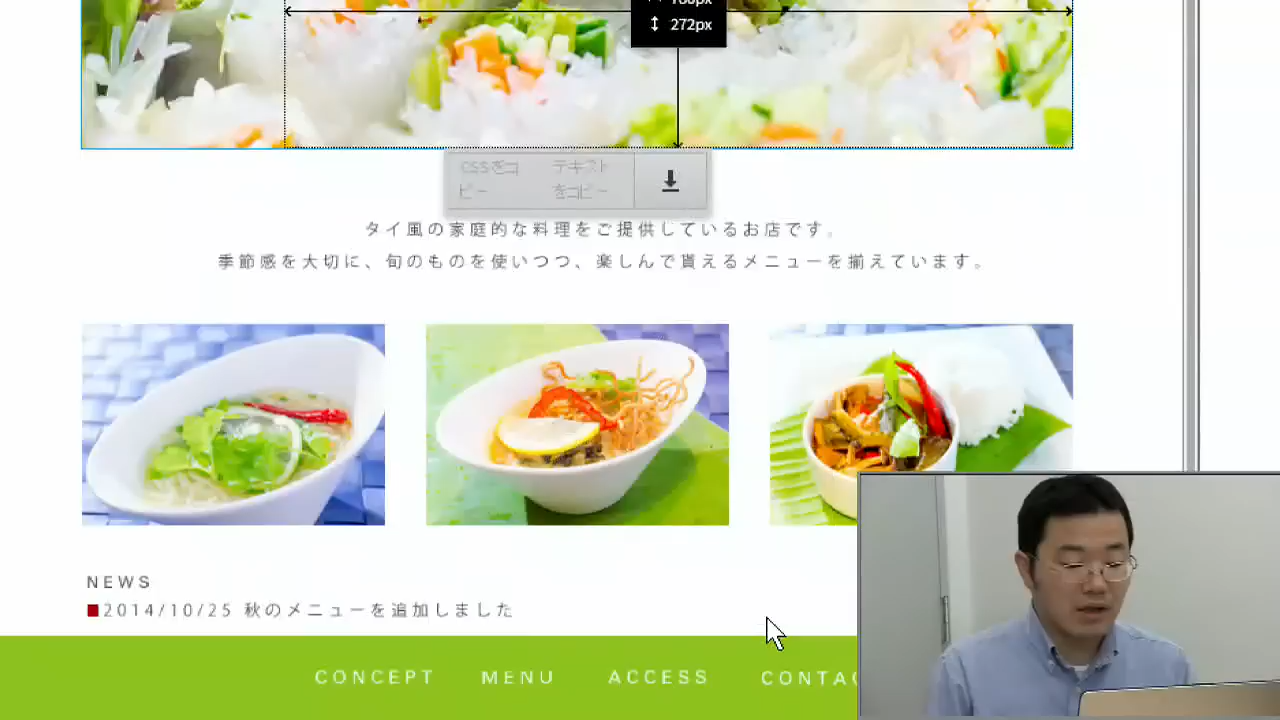 272px
CSSをコ
ピー
テキスト
をコピー
タイ風の家庭的な料理をご提供しているお店です。
季節感を大切に、旬のものを使いつつ、楽しんで貰えるメニューを揃えています。
NEWS
■2014/10/25 秋のメニューを追加しました
CONCEPT MENU ACCESS CONTAC